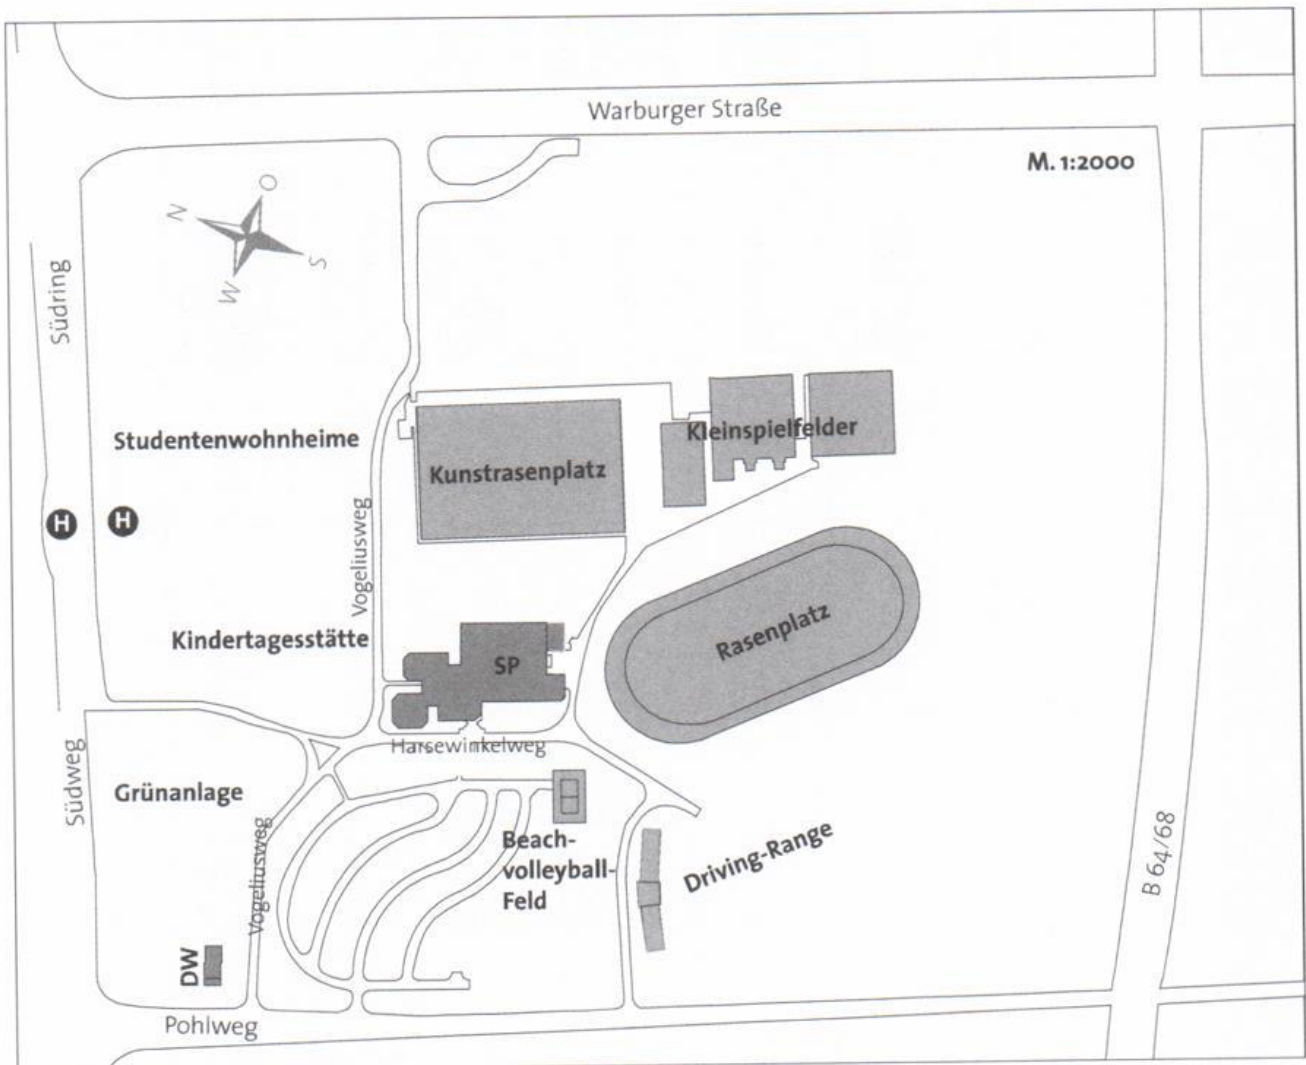 Warburger Straße
M. 1:2000
N
O
S
W
Südring
Studentenwohnheime
Kunstrasenplatz
Kleinspielfelder
H
H
Vogeliusweg
Kindertagesstätte
SP
Rasenplatz
Harsewinkelweg
Südweg
Grünanlage
Vogeliusweg
Beach-
volleyball-
Feld
Driving-Range
B 64/68
DW
Pohlweg